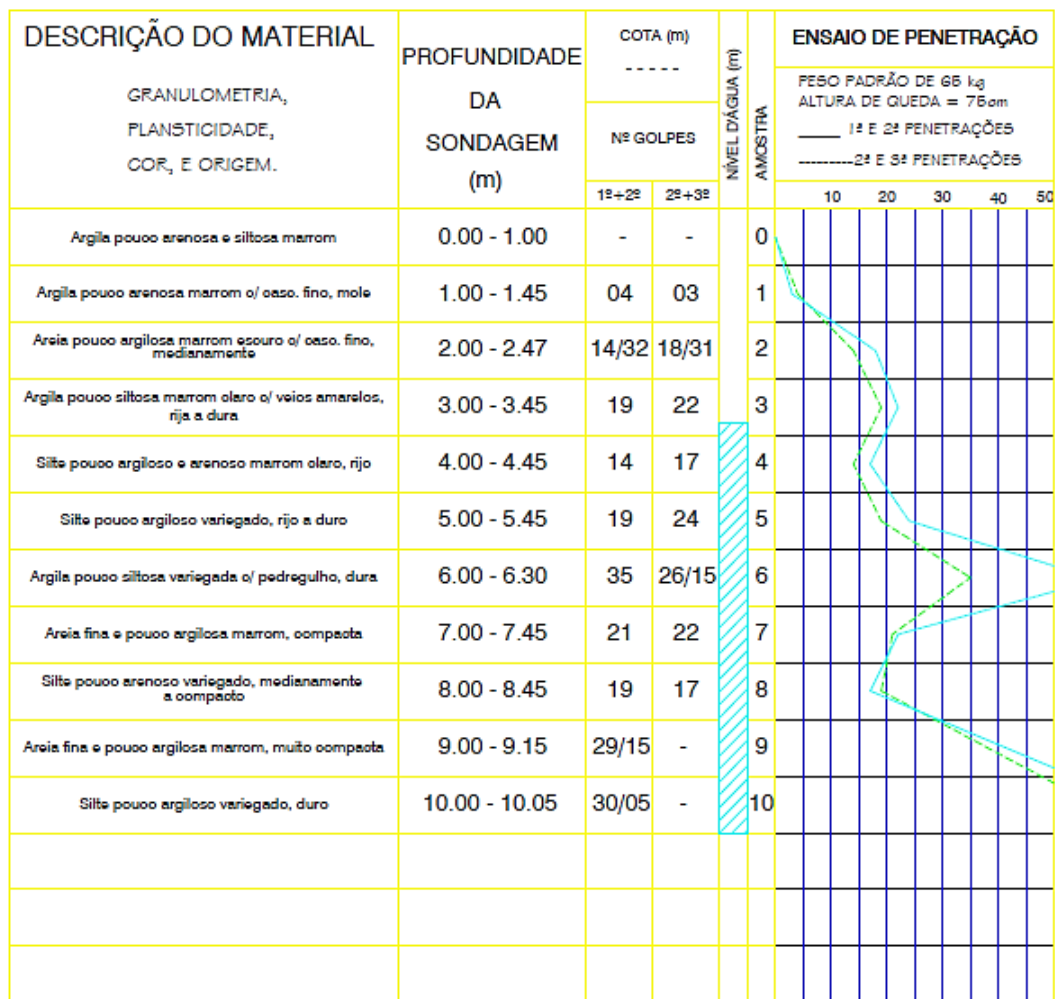 DESCRIÇÃO DO MATERIAL
GRANULOMETRIA,
PLANSTICIDADE,
COR, E ORIGEM.
PROFUNDIDADE
DA
SONDAGEM
(m)
COTA (m)
-----
Nº GOLPES
1º+2º 2º+3º
NÍVEL D'ÁGUA (m)
AMOSTRA
ENSAIO DE PENETRAÇÃO
PESO PADRÃO DE 65 kg
ALTURA DE QUEDA = 75cm
1ª E 2ª PENETRAÇÕES
2ª E 3ª PENETRAÇÕES
10 20 30 40 50
Argila pouco arenosa e siltosa marrom 0.00 - 1.00 - - 0
Argila pouco arenosa marrom c/ casc. fino, mole 1.00 - 1.45 04 03 1
Areia pouco argilosa marrom escuro c/ casc. fino,
medianamente 2.00 - 2.47 14/32 18/31 2
Argila pouco siltosa marrom claro c/ veios amarelos,
rija a dura 3.00 - 3.45 19 22 3
Silte pouco argiloso e arenoso marrom claro, rijo 4.00 - 4.45 14 17 4
Silte pouco argiloso variegado, rijo a duro 5.00 - 5.45 19 24 5
Argila pouco siltosa variegada c/ pedregulho, dura 6.00 - 6.30 35 26/15 6
Areia fina e pouco argilosa marrom, compacta 7.00 - 7.45 21 22 7
Silte pouco arenoso variegado, medianamente
a compacto 8.00 - 8.45 19 17 8
Areia fina e pouco argilosa marrom, muito compacta 9.00 - 9.15 29/15 - 9
Silte pouco argiloso variegado, duro 10.00 - 10.05 30/05 - 10